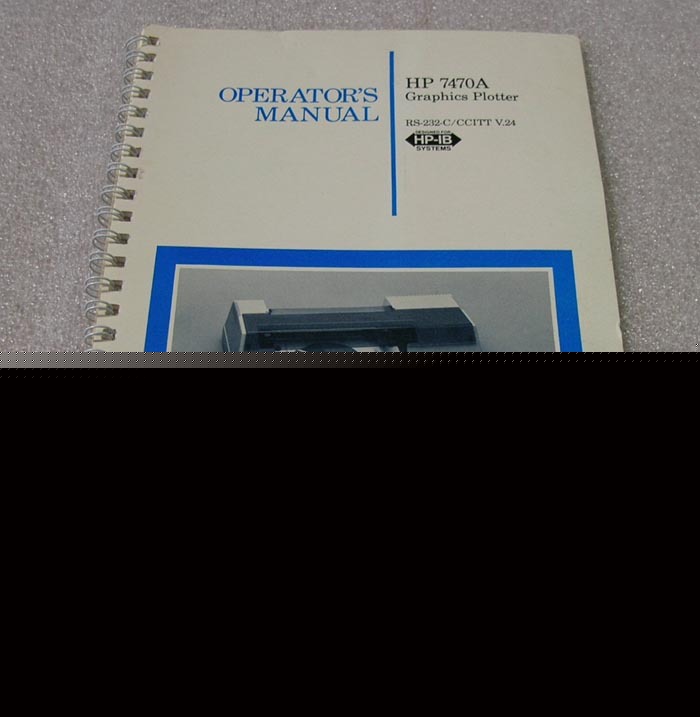 OPERATOR'S
MANUAL
HP 7470A
Graphics Plotter
RS-232-C/CCITT V.24
DESIGNED FOR
HP-IB
SYSTEMS